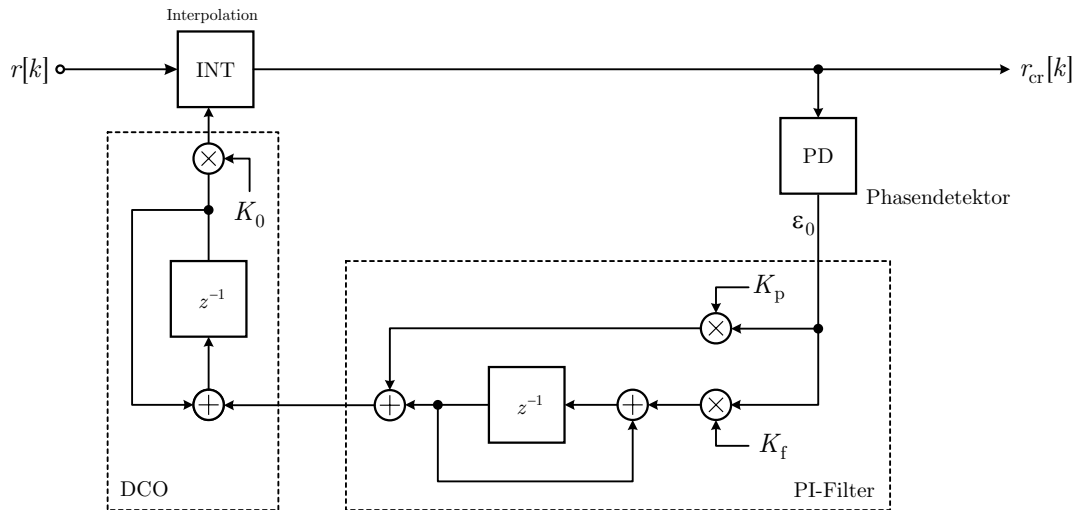 Interpolation
r[k]
INT
r_cr[k]
PD
Phasendetektor
K_0
ε_0
z^{-1}
K_p
z^{-1}
K_f
DCO
PI-Filter